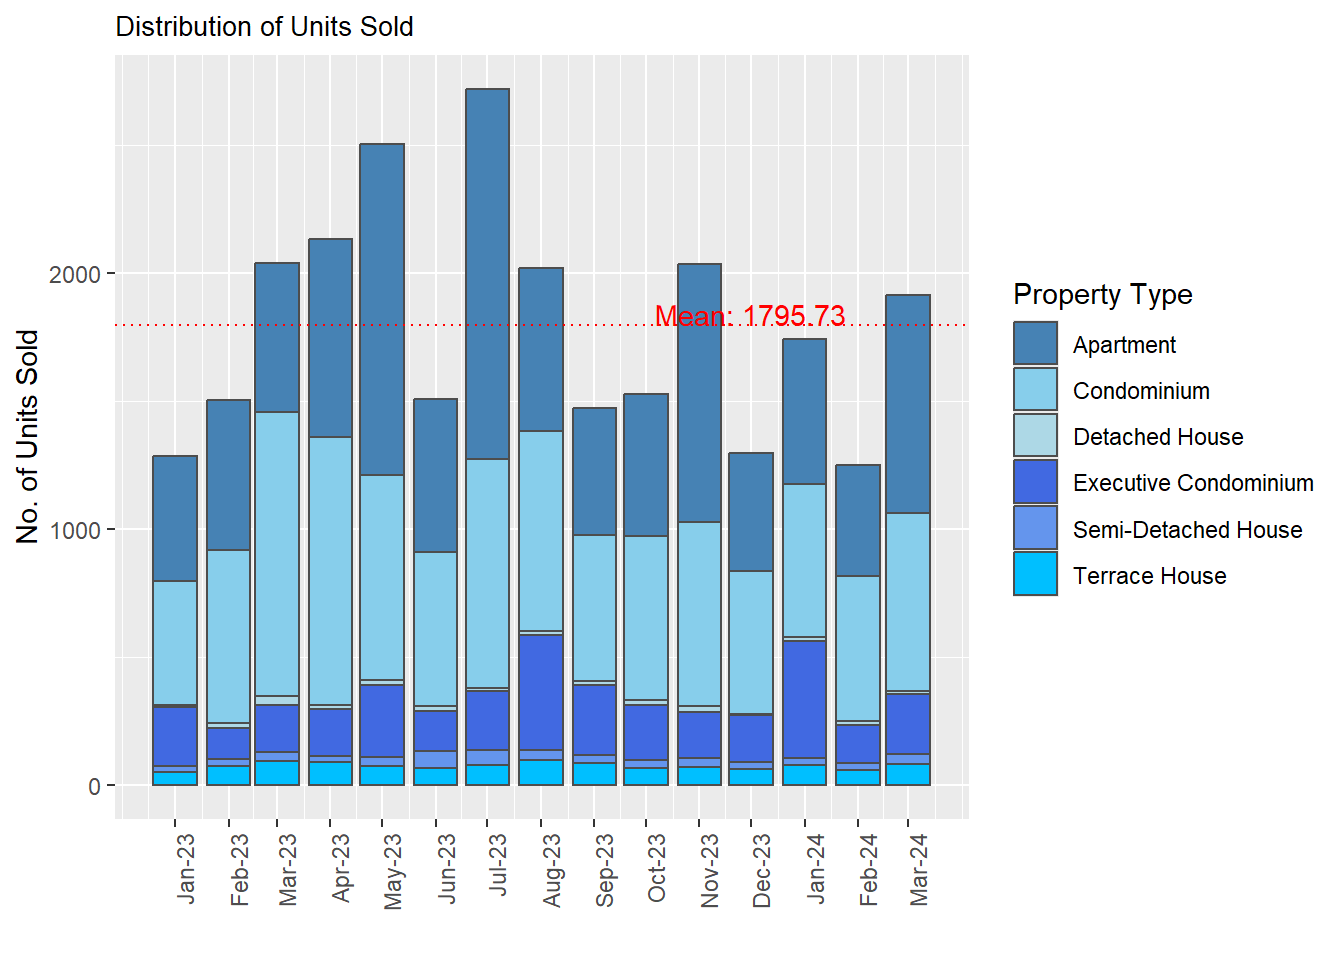 Distribution of Units Sold
No. of Units Sold
2000
1000
0
Mean: 1795.73
Jan-23
Feb-23
Mar-23
Apr-23
May-23
Jun-23
Jul-23
Aug-23
Sep-23
Oct-23
Nov-23
Dec-23
Jan-24
Feb-24
Mar-24
Property Type
Apartment
Condominium
Detached House
Executive Condominium
Semi-Detached House
Terrace House